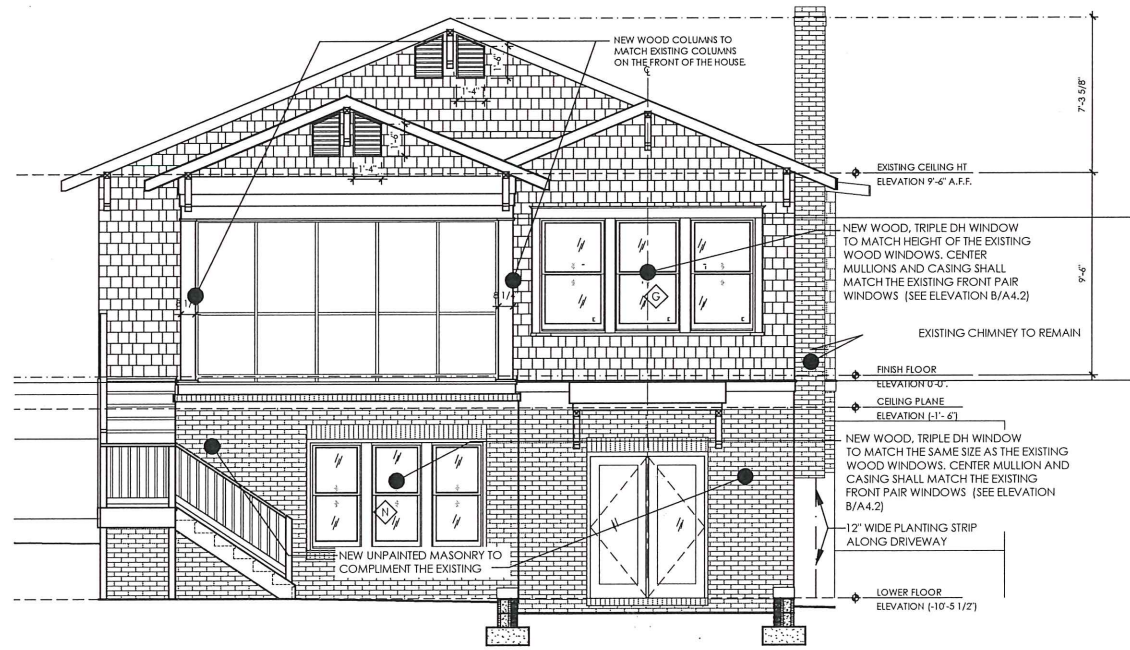 NEW WOOD COLUMNS TO
MATCH EXISTING COLUMNS
ON THE FRONT OF THE HOUSE.
℄
1'-6"
1'-4"
1'-6"
1'-4"
7'-3 5/8"
EXISTING CEILING HT
ELEVATION 9'-6" A.F.F.
NEW WOOD, TRIPLE DH WINDOW
TO MATCH HEIGHT OF THE EXISTING
WOOD WINDOWS. CENTER
MULLIONS AND CASING SHALL
MATCH THE EXISTING FRONT PAIR
WINDOWS (SEE ELEVATION B/A4.2)
9'-6"
G
8 1/4"
EXISTING CHIMNEY TO REMAIN
FINISH FLOOR
ELEVATION 0'-0".
CEILING PLANE
ELEVATION (-1'- 6")
NEW WOOD, TRIPLE DH WINDOW
TO MATCH THE SAME SIZE AS THE EXISTING
WOOD WINDOWS. CENTER MULLION AND
CASING SHALL MATCH THE EXISTING
FRONT PAIR WINDOWS (SEE ELEVATION
B/A4.2)
N
12" WIDE PLANTING STRIP
ALONG DRIVEWAY
NEW UNPAINTED MASONRY TO
COMPLIMENT THE EXISTING
LOWER FLOOR
ELEVATION (-10'-5 1/2")